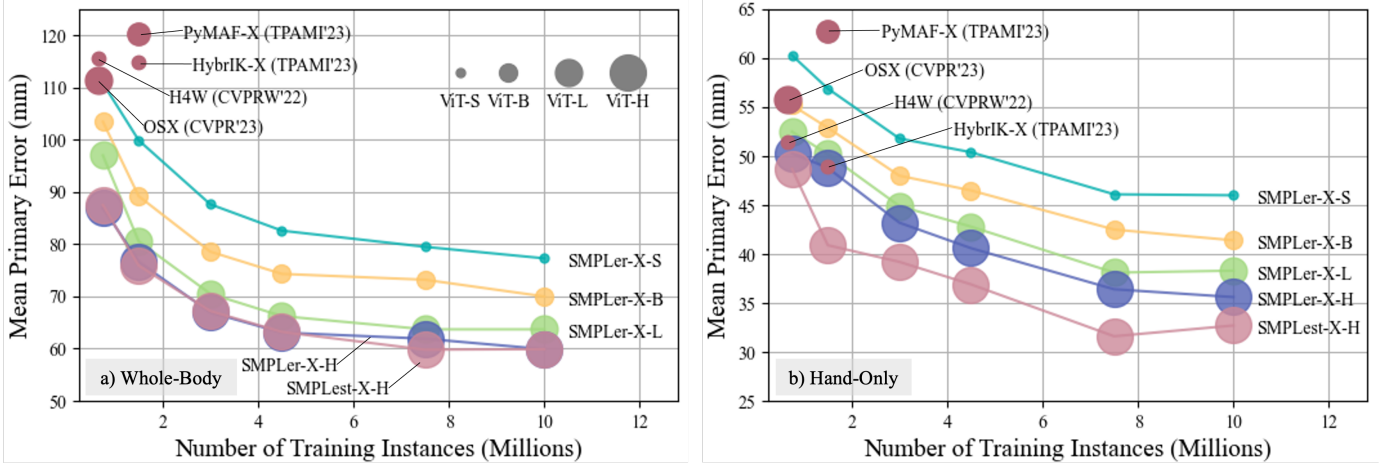 Mean Primary Error (mm)
120
110
100
90
80
70
60
50
PyMAF-X (TPAMI'23)
HybrIK-X (TPAMI'23)
H4W (CVPRW'22)
OSX (CVPR'23)
ViT-S ViT-B ViT-L ViT-H
SMPLer-X-S
SMPLer-X-B
SMPLer-X-L
SMPLer-X-H
SMPLest-X-H
a) Whole-Body
2 4 6 8 10 12
Number of Training Instances (Millions)
Mean Primary Error (mm)
65
60
55
50
45
40
35
30
25
PyMAF-X (TPAMI'23)
OSX (CVPR'23)
H4W (CVPRW'22)
HybrIK-X (TPAMI'23)
SMPLer-X-S
SMPLer-X-B
SMPLer-X-L
SMPLer-X-H
SMPLest-X-H
b) Hand-Only
2 4 6 8 10 12
Number of Training Instances (Millions)